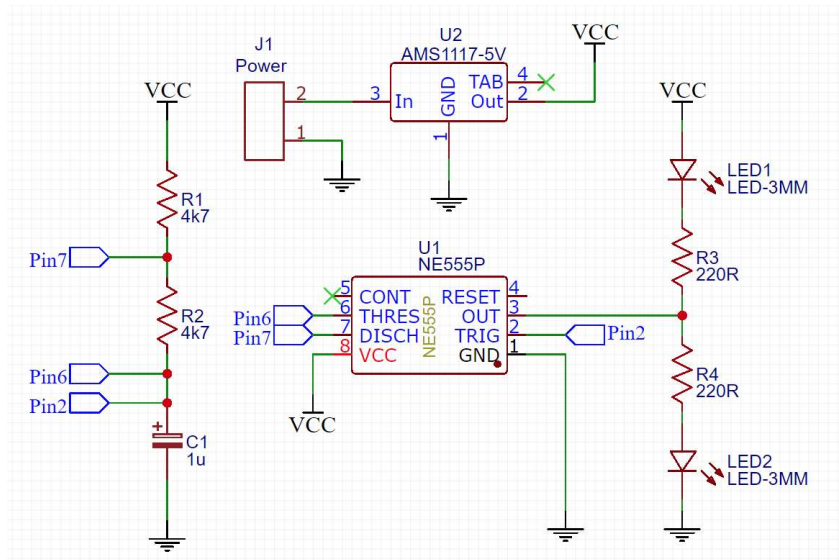 J1
Power
2
1
U2
AMS1117-5V
3
In
GND
TAB
4
Out
2
1
VCC
VCC
R1
4k7
Pin7
R2
4k7
Pin6
Pin2
+
C1
1u
U1
NE555P
5
CONT
RESET
4
Pin6
6
THRES
OUT
3
Pin7
7
DISCH
TRIG
2
Pin2
8
VCC
GND
1
NE555P
VCC
VCC
LED1
LED-3MM
R3
220R
R4
220R
LED2
LED-3MM